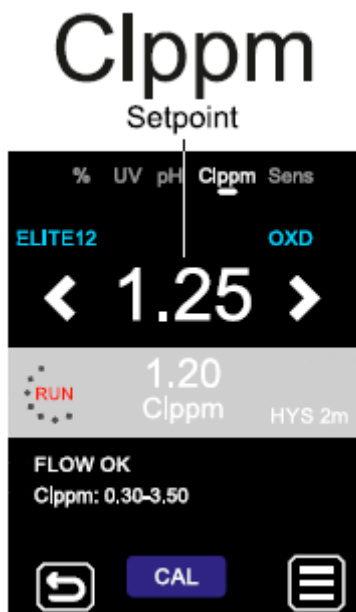 Clppm
Setpoint
% UV pH Clppm Sens
ELITE12 OXD
1.25
1.20
RUN
Clppm
HYS 2m
FLOW OK
Clppm: 0.30-3.50
CAL